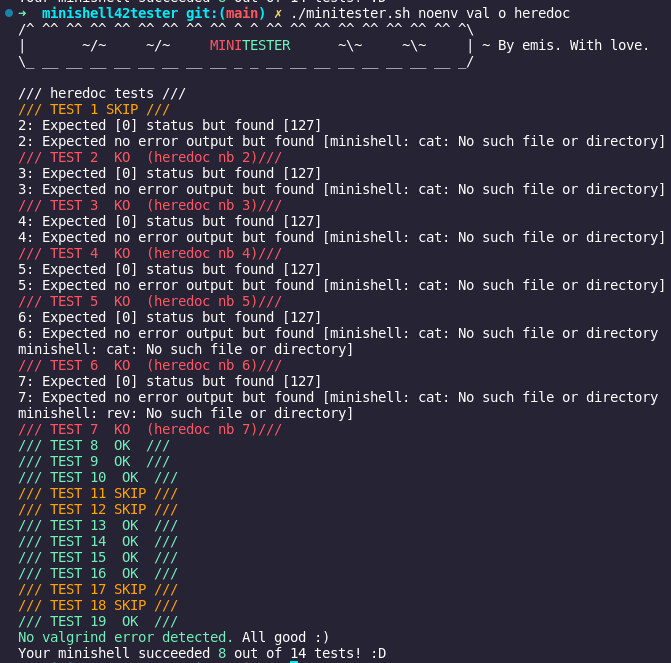 Your minishell succeeded 8 out of 14 tests! :D
➜  minishell42tester git:(main) ✗ ./minitester.sh noenv val o heredoc
/^ ^^ ^^ ^^ ^^ ^^ ^^ ^^ ^^ ^ ^ ^^ ^^ ^^ ^^ ^^ ^^ ^^ ^^ ^\
|       ~/~     ~/~     MINITESTER      ~\~     ~\~     | ~ By emis. With love.
\_ __ __ __ __ __ __ __ __ _ _ __ __ __ __ __ __ __ __ _/
/// heredoc tests ///
/// TEST 1 SKIP ///
2: Expected [0] status but found [127]
2: Expected no error output but found [minishell: cat: No such file or directory]
/// TEST 2  KO  (heredoc nb 2)///
3: Expected [0] status but found [127]
3: Expected no error output but found [minishell: cat: No such file or directory]
/// TEST 3  KO  (heredoc nb 3)///
4: Expected [0] status but found [127]
4: Expected no error output but found [minishell: cat: No such file or directory]
/// TEST 4  KO  (heredoc nb 4)///
5: Expected [0] status but found [127]
5: Expected no error output but found [minishell: cat: No such file or directory]
/// TEST 5  KO  (heredoc nb 5)///
6: Expected [0] status but found [127]
6: Expected no error output but found [minishell: cat: No such file or directory
minishell: cat: No such file or directory]
/// TEST 6  KO  (heredoc nb 6)///
7: Expected [0] status but found [127]
7: Expected no error output but found [minishell: cat: No such file or directory
minishell: rev: No such file or directory]
/// TEST 7  KO  (heredoc nb 7)///
/// TEST 8  OK  ///
/// TEST 9  OK  ///
/// TEST 10  OK  ///
/// TEST 11 SKIP ///
/// TEST 12 SKIP ///
/// TEST 13  OK  ///
/// TEST 14  OK  ///
/// TEST 15  OK  ///
/// TEST 16  OK  ///
/// TEST 17 SKIP ///
/// TEST 18 SKIP ///
/// TEST 19  OK  ///
No valgrind error detected. All good :)
Your minishell succeeded 8 out of 14 tests! :D